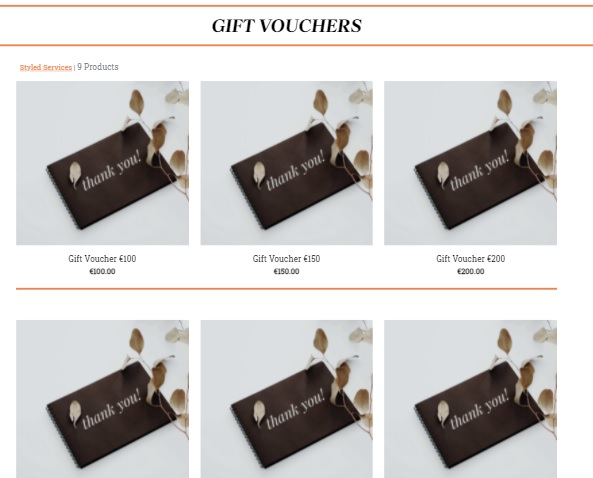 GIFT VOUCHERS
Styled Services | 9 Products
thank you! thank you! thank you!
Gift Voucher €100 Gift Voucher €150 Gift Voucher €200
€100.00 €150.00 €200.00
thank you! thank you! thank you!